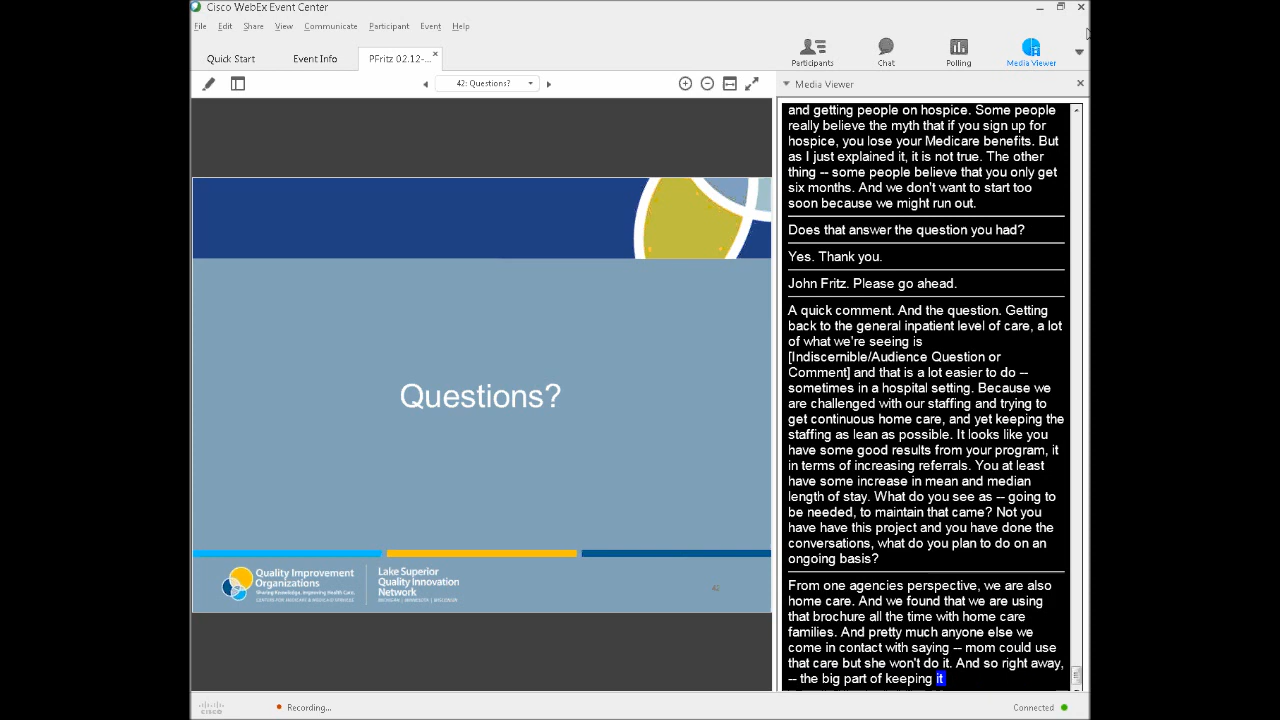 Cisco WebEx Event Center
File Edit Share View Communicate Participant Event Help
Quick Start Event Info PFritz 02.12-...
Participants Chat Polling Media Viewer
42: Questions?
Media Viewer
and getting people on hospice. Some people
really believe the myth that if you sign up for
hospice, you lose your Medicare benefits. But
as I just explained it, it is not true. The other
thing -- some people believe that you only get
six months. And we don't want to start too
soon because we might run out.
Does that answer the question you had?
Yes. Thank you.
John Fritz. Please go ahead.
A quick comment. And the question. Getting
back to the general inpatient level of care, a lot
of what we're seeing is
[Indiscernible/Audience Question or
Comment] and that is a lot easier to do --
sometimes in a hospital setting. Because we
are challenged with our staffing and trying to
get continuous home care, and yet keeping the
staffing as lean as possible. It looks like you
have some good results from your program, it
in terms of increasing referrals. You at least
have some increase in mean and median
length of stay. What do you see as -- going to
be needed, to maintain that came? Not you
have have this project and you have done the
conversations, what do you plan to do on an
ongoing basis?
From one agencies perspective, we are also
home care. And we found that we are using
that brochure all the time with home care
families. And pretty much anyone else we
come in contact with saying -- mom could use
that care but she won't do it. And so right away,
-- the big part of keeping it
Questions?
Quality Improvement
Organizations
Sharing Knowledge. Improving Health Care.
CENTERS FOR MEDICARE & MEDICAID SERVICES
Lake Superior
Quality Innovation
Network
MICHIGAN | MINNESOTA | WISCONSIN
42
cisco
Recording...
Connected